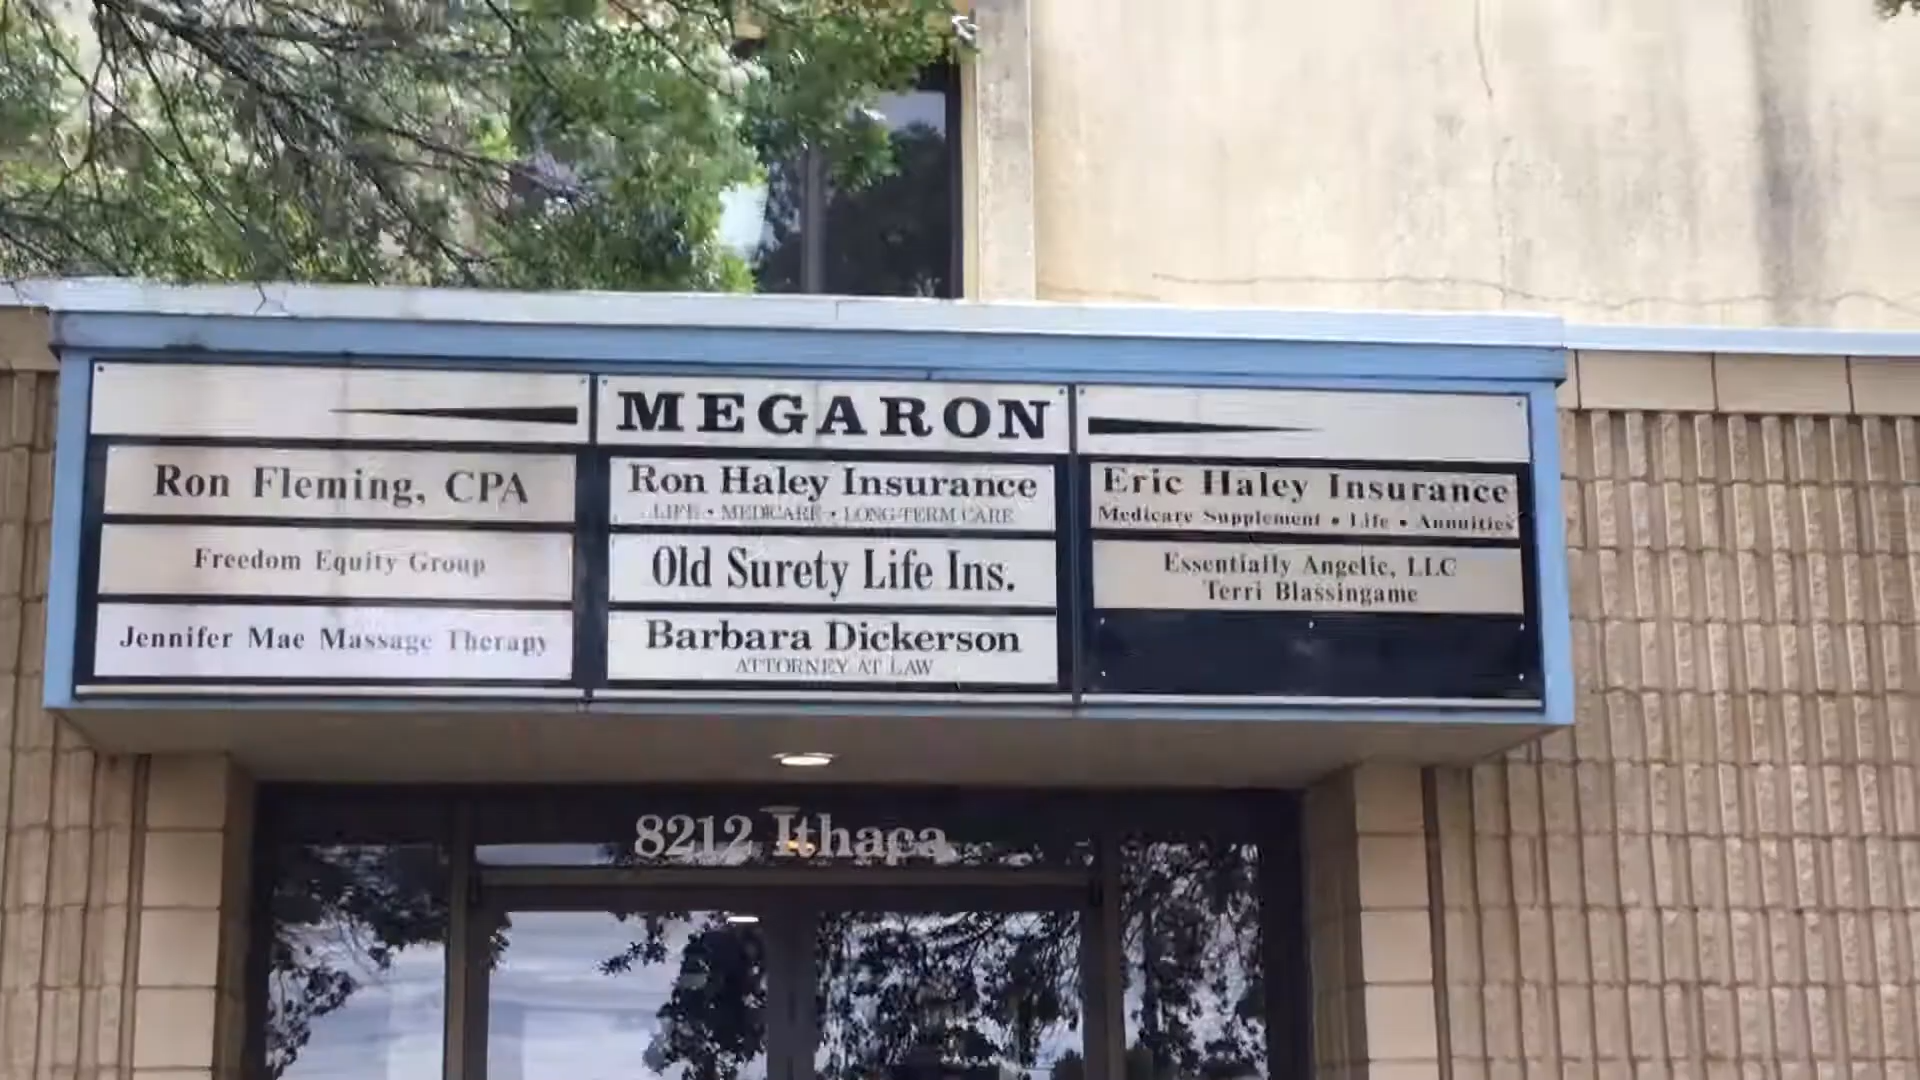 MEGARON
Ron Fleming, CPA
Freedom Equity Group
Jennifer Mae Massage Therapy
Ron Haley Insurance
LIFE • MEDICARE • LONG-TERM CARE
Old Surety Life Ins.
Barbara Dickerson
ATTORNEY AT LAW
Eric Haley Insurance
Medicare Supplement • Life • Annuities
Essentially Angelic, LLC
Terri Blassingame
8212 Ithaca